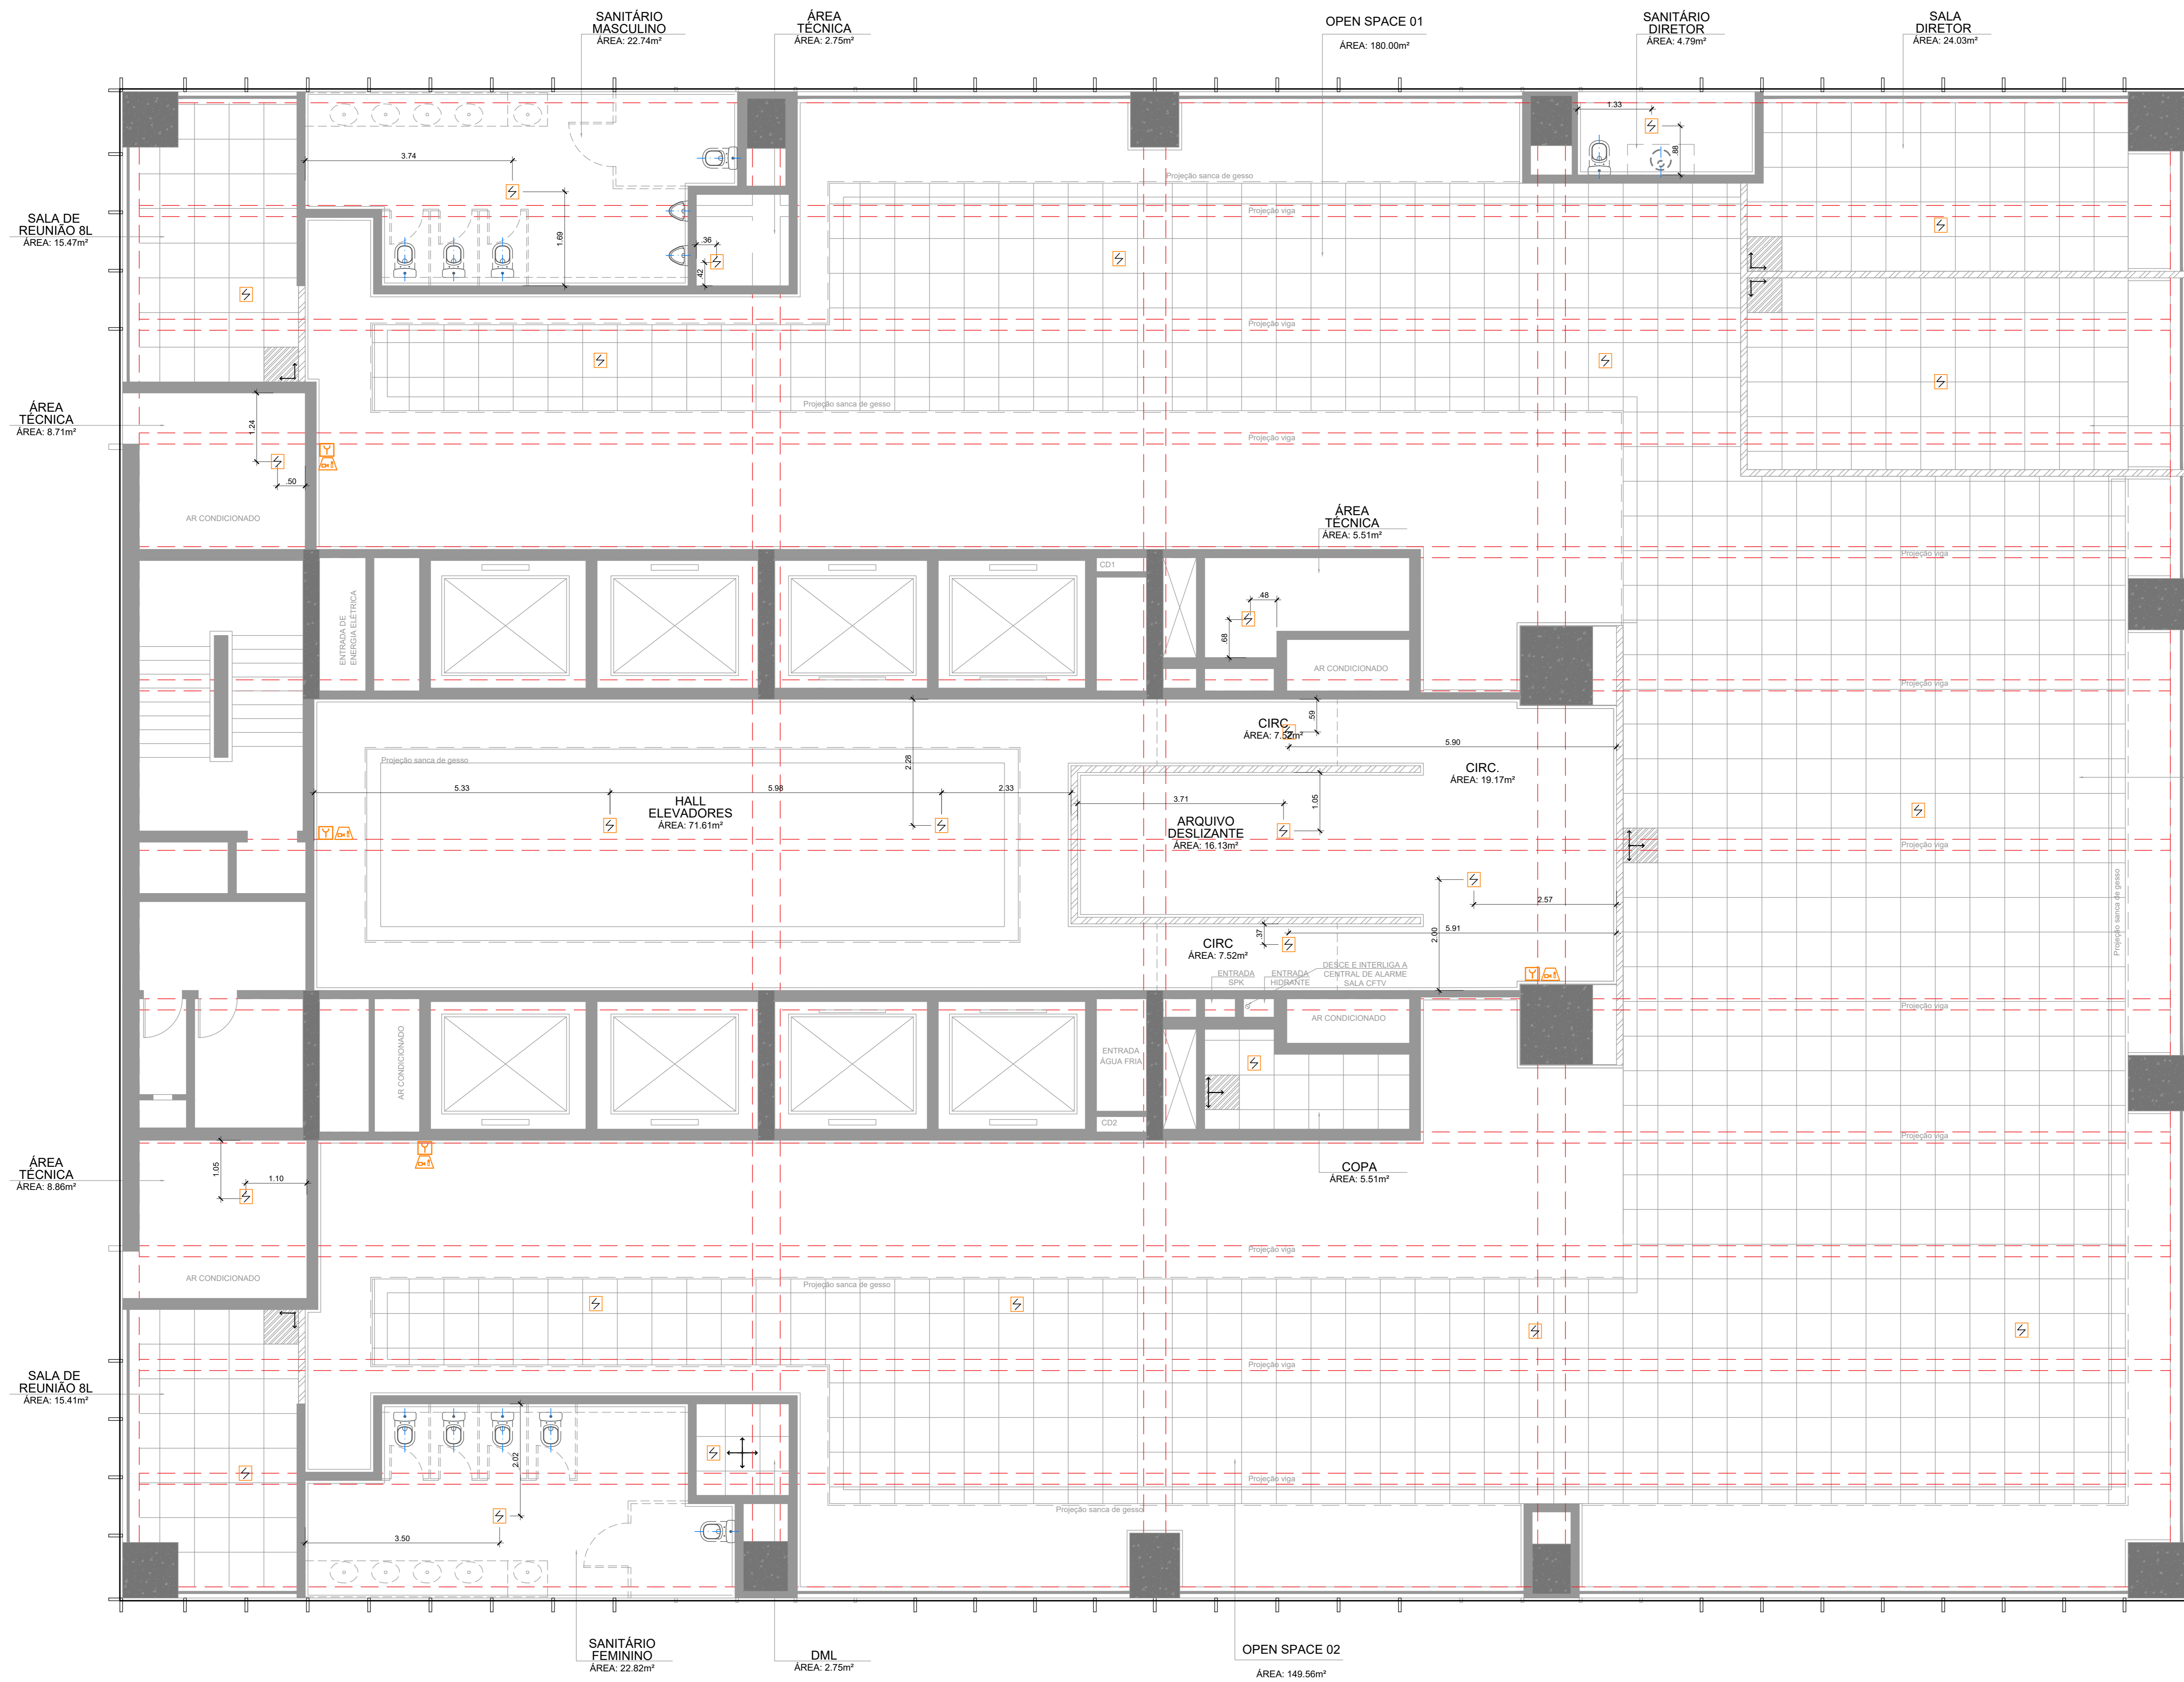 SANITÁRIO
MASCULINO
ÁREA: 22.74m²
ÁREA
TÉCNICA
ÁREA: 2.75m²
OPEN SPACE 01
ÁREA: 180.00m²
SANITÁRIO
DIRETOR
ÁREA: 4.79m²
SALA
DIRETOR
ÁREA: 24.03m²
1.33
.88
3.74
1.69
.36
.42
Projeção sanca de gesso
Projeção viga
SALA DE
REUNIÃO 8L
ÁREA: 15.47m²
Projeção viga
Projeção sanca de gesso
Projeção viga
ÁREA
TÉCNICA
ÁREA: 8.71m²
1.24
.50
AR CONDICIONADO
ÁREA
TÉCNICA
ÁREA: 5.51m²
Projeção viga
CD1
ENTRADA DE
ENERGIA ELÉTRICA
.48
.68
AR CONDICIONADO
Projeção viga
CIRC
ÁREA: 7.52m²
.59
5.90
2.28
Projeção sanca de gesso
CIRC.
ÁREA: 19.17m²
5.33
5.98
2.33
HALL
ELEVADORES
ÁREA: 71.61m²
3.71
1.05
ARQUIVO
DESLIZANTE
ÁREA: 16.13m²
Projeção viga
2.57
Projeção sanca de gesso
.37
5.91
2.00
CIRC
ÁREA: 7.52m²
ENTRADA
SPK
ENTRADA
HIDRANTE
DESCE E INTERLIGA A
CENTRAL DE ALARME
SALA CFTV
Projeção viga
AR CONDICIONADO
AR CONDICIONADO
ENTRADA
ÁGUA FRIA
CD2
Projeção viga
ÁREA
TÉCNICA
ÁREA: 8.86m²
1.05
1.10
COPA
ÁREA: 5.51m²
Projeção viga
AR CONDICIONADO
Projeção sanca de gesso
Projeção viga
SALA DE
REUNIÃO 8L
ÁREA: 15.41m²
2.02
Projeção viga
Projeção sanca de gesso
3.50
SANITÁRIO
FEMININO
ÁREA: 22.82m²
DML
ÁREA: 2.75m²
OPEN SPACE 02
ÁREA: 149.56m²